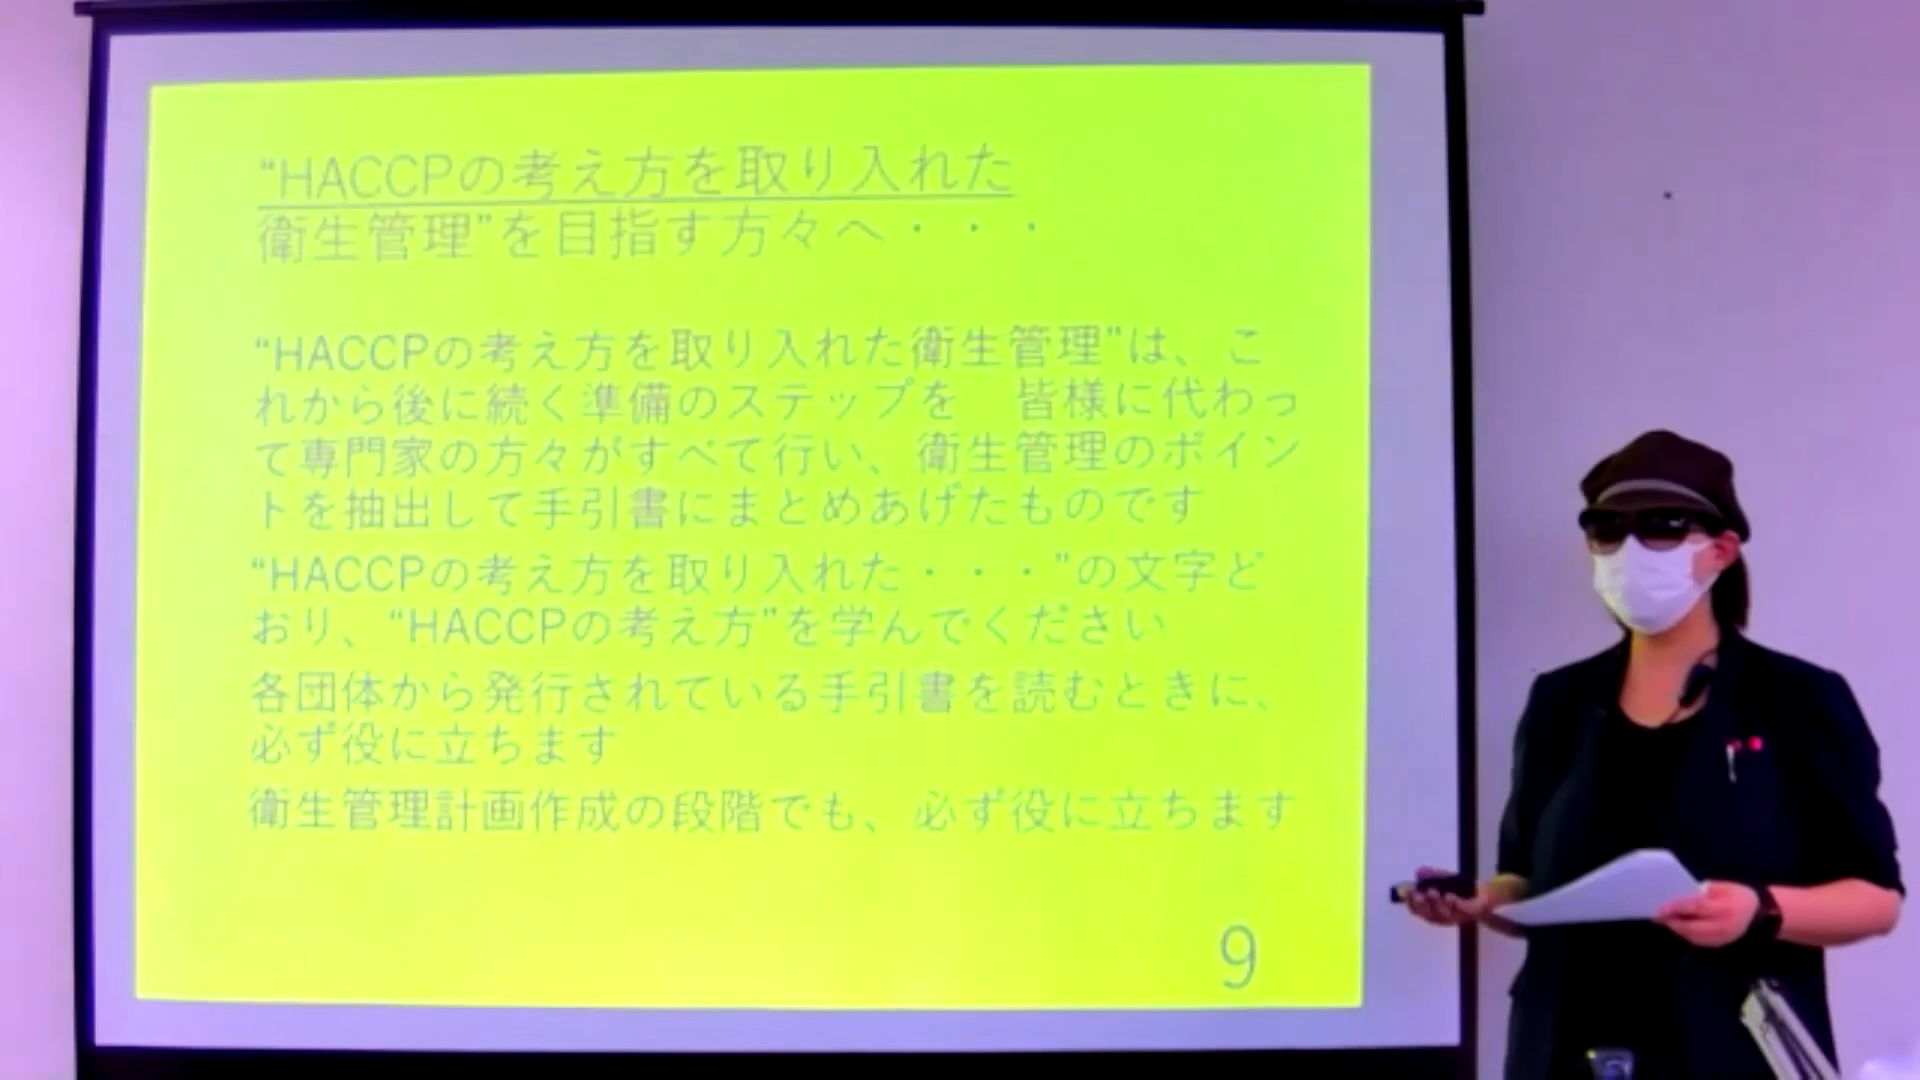 “HACCPの考え方を取り入れた
衛生管理”を目指す方々へ・・・
“HACCPの考え方を取り入れた衛生管理”は、こ
れから後に続く準備のステップを　皆様に代わっ
て専門家の方々がすべて行い、衛生管理のポイン
トを抽出して手引書にまとめあげたものです
“HACCPの考え方を取り入れた・・・”の文字ど
おり、“HACCPの考え方”を学んでください
各団体から発行されている手引書を読むときに、
必ず役に立ちます
衛生管理計画作成の段階でも、必ず役に立ちます
9